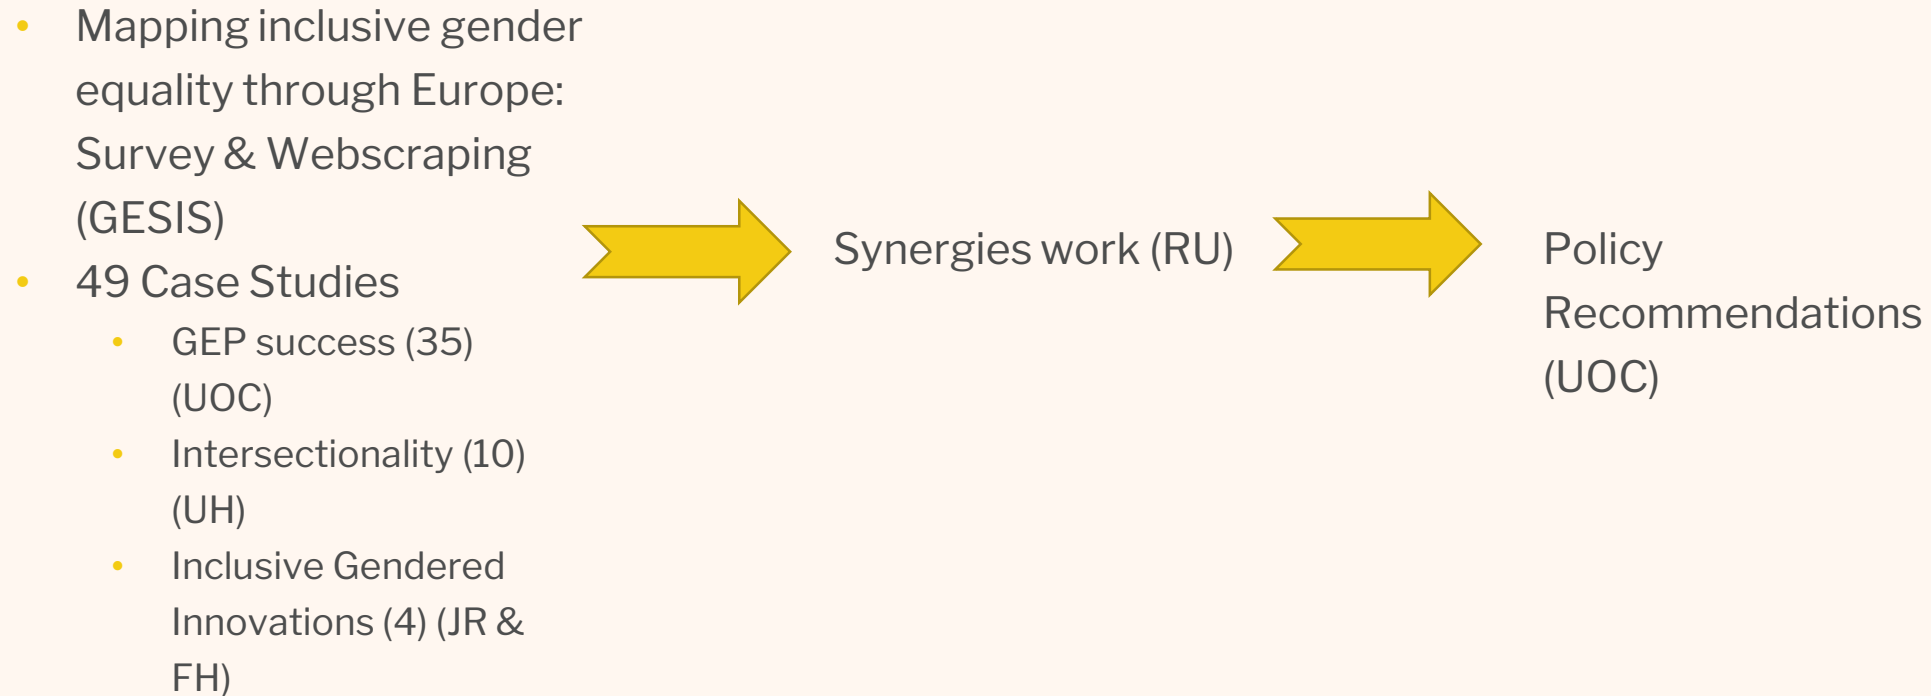 • Mapping inclusive gender
equality through Europe:
Survey & Webscraping
(GESIS)
• 49 Case Studies
• GEP success (35)
(UOC)
• Intersectionality (10)
(UH)
• Inclusive Gendered
Innovations (4) (JR &
FH)
Synergies work (RU)
Policy
Recommendations
(UOC)